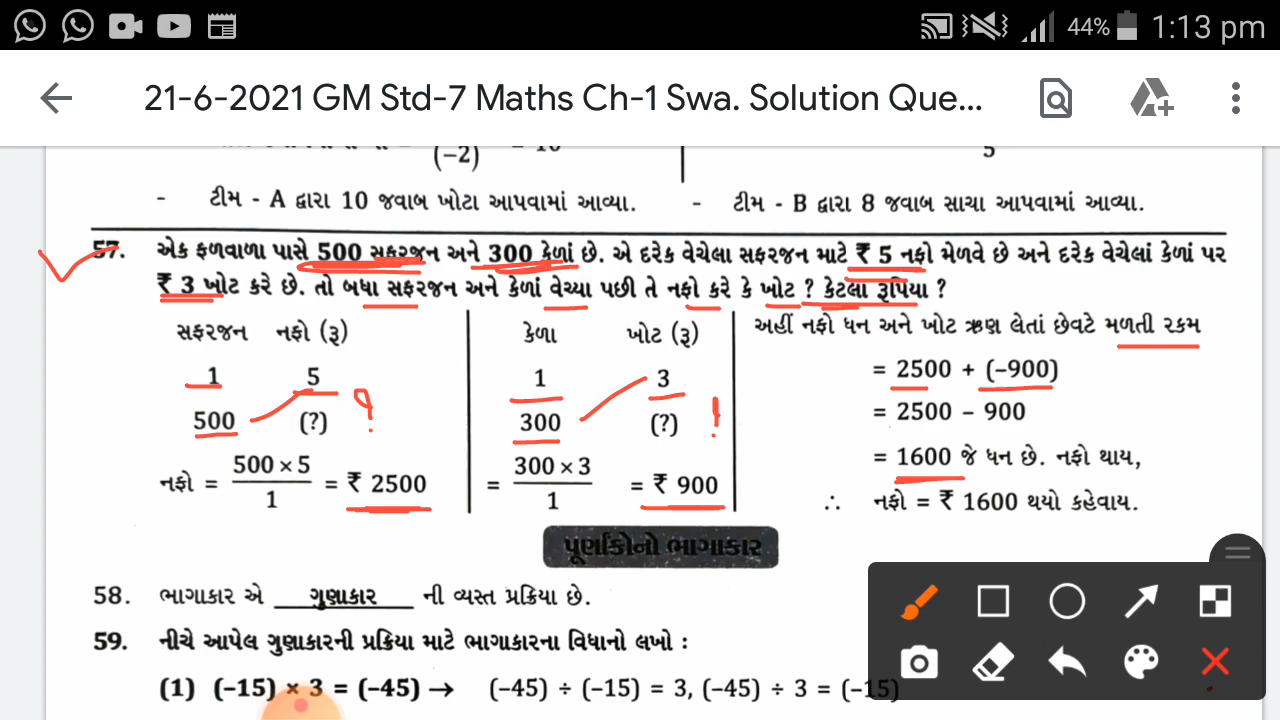 44% 1:13 pm
21-6-2021 GM Std-7 Maths Ch-1 Swa. Solution Que...
(−2) = 10
5
- ટીમ - A દ્વારા 10 જવાબ ખોટા આપવામાં આવ્યા. - ટીમ - B દ્વારા 8 જવાબ સાચા આપવામાં આવ્યા.
57. એક ફળવાળા પાસે 500 સફરજન અને 300 કેળાં છે. એ દરેક વેચેલા સફરજન માટે ₹ 5 નફો મેળવે છે અને દરેક વેચેલાં કેળાં પર
₹ 3 ખોટ કરે છે. તો બધા સફરજન અને કેળાં વેચ્યા પછી તે નફો કરે કે ખોટ ? કેટલા રૂપિયા ?
સફરજન નફો (રૂ)
1 5
500 (?)
નફો = 500 × 5 / 1 = ₹ 2500
કેળા ખોટ (રૂ)
1 3
300 (?)
= 300 × 3 / 1 = ₹ 900
અહીં નફો ધન અને ખોટ ઋણ લેતાં છેવટે મળતી રકમ
= 2500 + (−900)
= 2500 − 900
= 1600 જે ધન છે. નફો થાય,
∴ નફો = ₹ 1600 થયો કહેવાય.
પૂર્ણાંકોનો ભાગાકાર
58. ભાગાકાર એ ગુણાકાર ની વ્યસ્ત પ્રક્રિયા છે.
59. નીચે આપેલ ગુણાકારની પ્રક્રિયા માટે ભાગાકારના વિધાનો લખો :
(1) (−15) × 3 = (−45) → (−45) ÷ (−15) = 3, (−45) ÷ 3 = (−15)